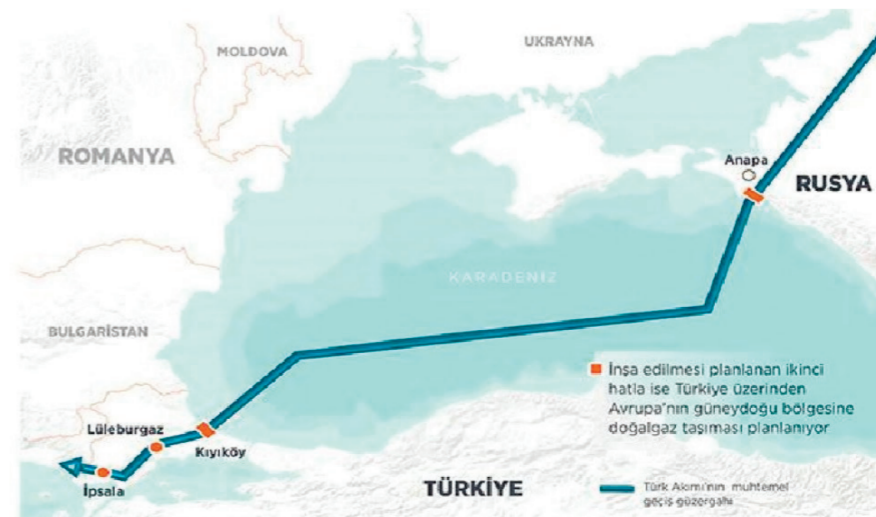 UKRAYNA
MOLDOVA
ROMANYA
Anapa
RUSYA
KARADENİZ
BULGARİSTAN
İnşa edilmesi planlanan ikinci
hatla ise Türkiye üzerinden
Avrupa'nın güneydoğu bölgesine
doğalgaz taşıması planlanıyor
Lüleburgaz
Kıyıköy
İpsala
TÜRKİYE
Türk Akımı'nın muhtemel
geçiş güzergahı